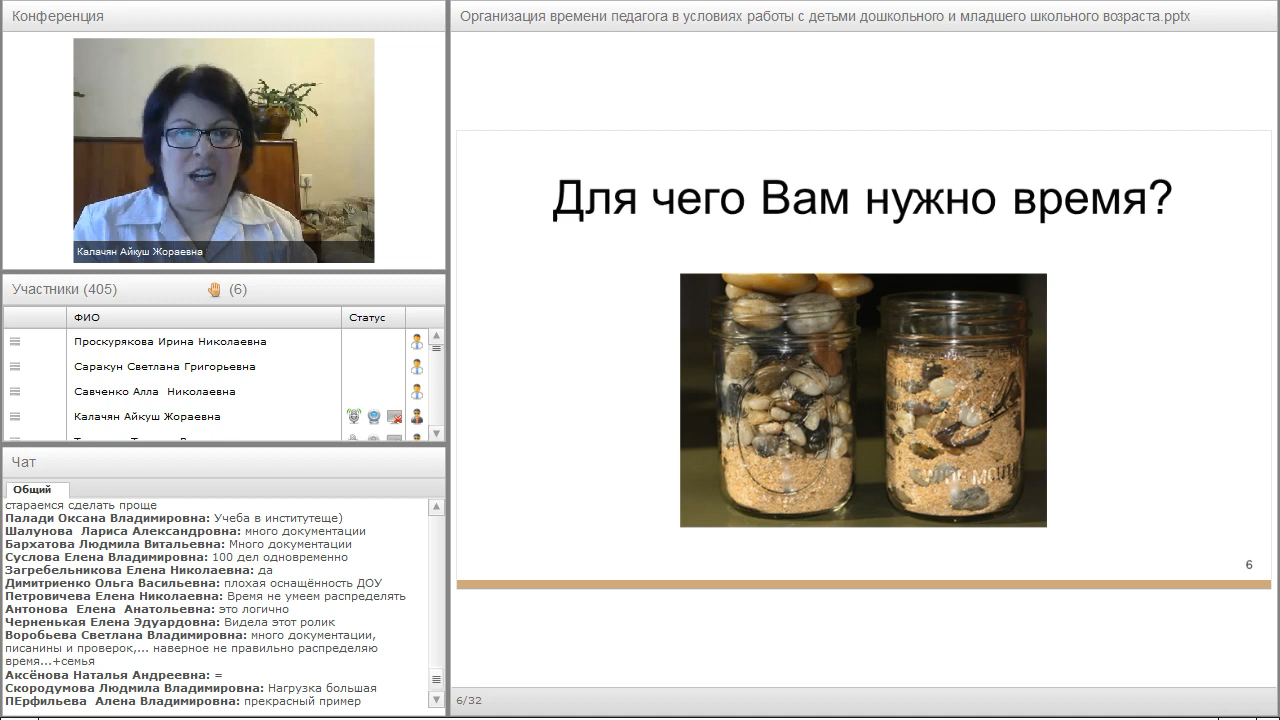 Конференция
Калачян Айкуш Жораевна
Участники (405) (6)
ФИО Статус
Проскурякова Ирина Николаевна
Саракун Светлана Григорьевна
Савченко Алла Николаевна
Калачян Айкуш Жораевна
Чат
Общий
стараемся сделать проще
Палади Оксана Владимировна: Учеба в институтеще)
Шалунова Лариса Александровна: много документации
Бархатова Людмила Витальевна: Много документации
Суслова Елена Владимировна: 100 дел одновременно
Загребельникова Елена Николаевна: да
Димитриенко Ольга Васильевна: плохая оснащённость ДОУ
Петровичева Елена Николаевна: Время не умеем распределять
Антонова Елена Анатольевна: это логично
Черненькая Елена Эдуардовна: Видела этот ролик
Воробьева Светлана Владимировна: много документации,
писанины и проверок,... наверное не правильно распределяю
время...+семья
Аксёнова Наталья Андреевна: =
Скородумова Людмила Владимировна: Нагрузка большая
ПЕрфильева Алена Владимировна: прекрасный пример
Организация времени педагога в условиях работы с детьми дошкольного и младшего школьного возраста.pptx
Для чего Вам нужно время?
WIDE MOUTH
6
6/32